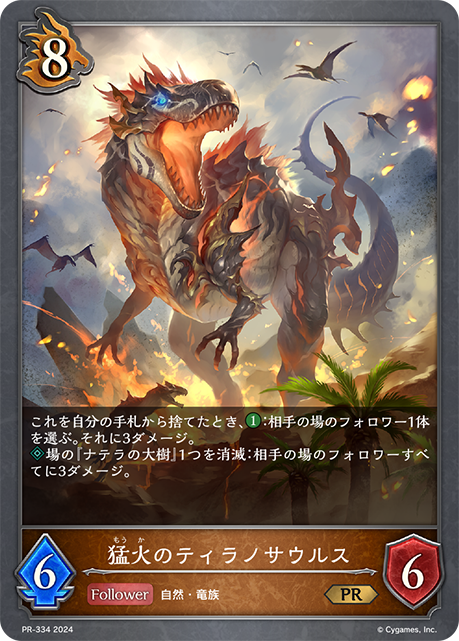 8
これを自分の手札から捨てたとき、1:相手の場のフォロワー1体
を選ぶ。それに3ダメージ。
場の『ナテラの大樹』1つを消滅:相手の場のフォロワーすべ
てに3ダメージ。
もうか
猛火のティラノサウルス
6
Follower 自然・竜族
PR
6
PR-334 2024
© Cygames, Inc.